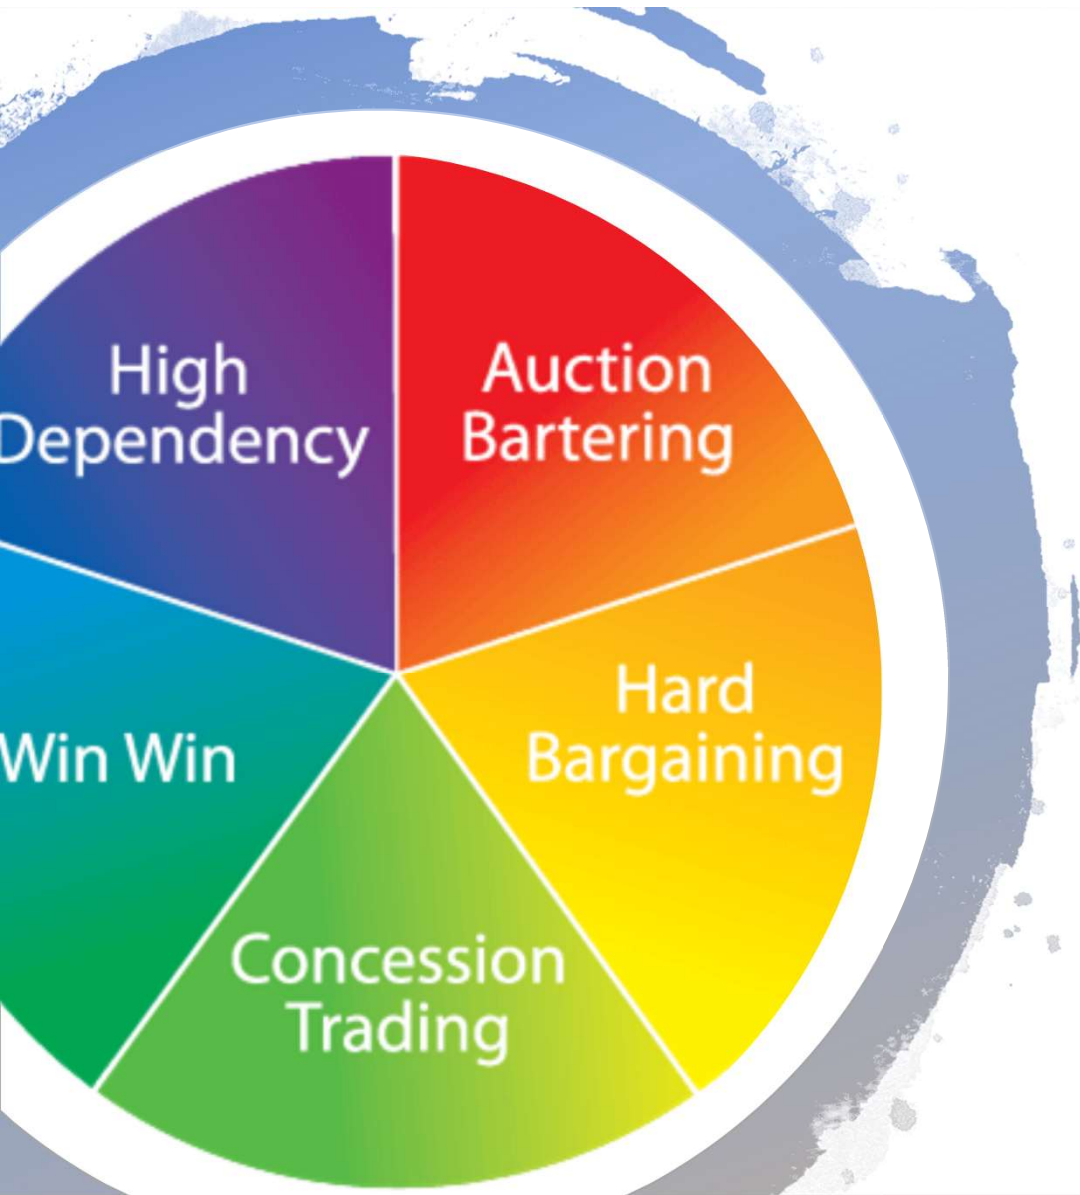 High
Dependency
Auction
Bartering
Hard
Bargaining
Win Win
Concession
Trading